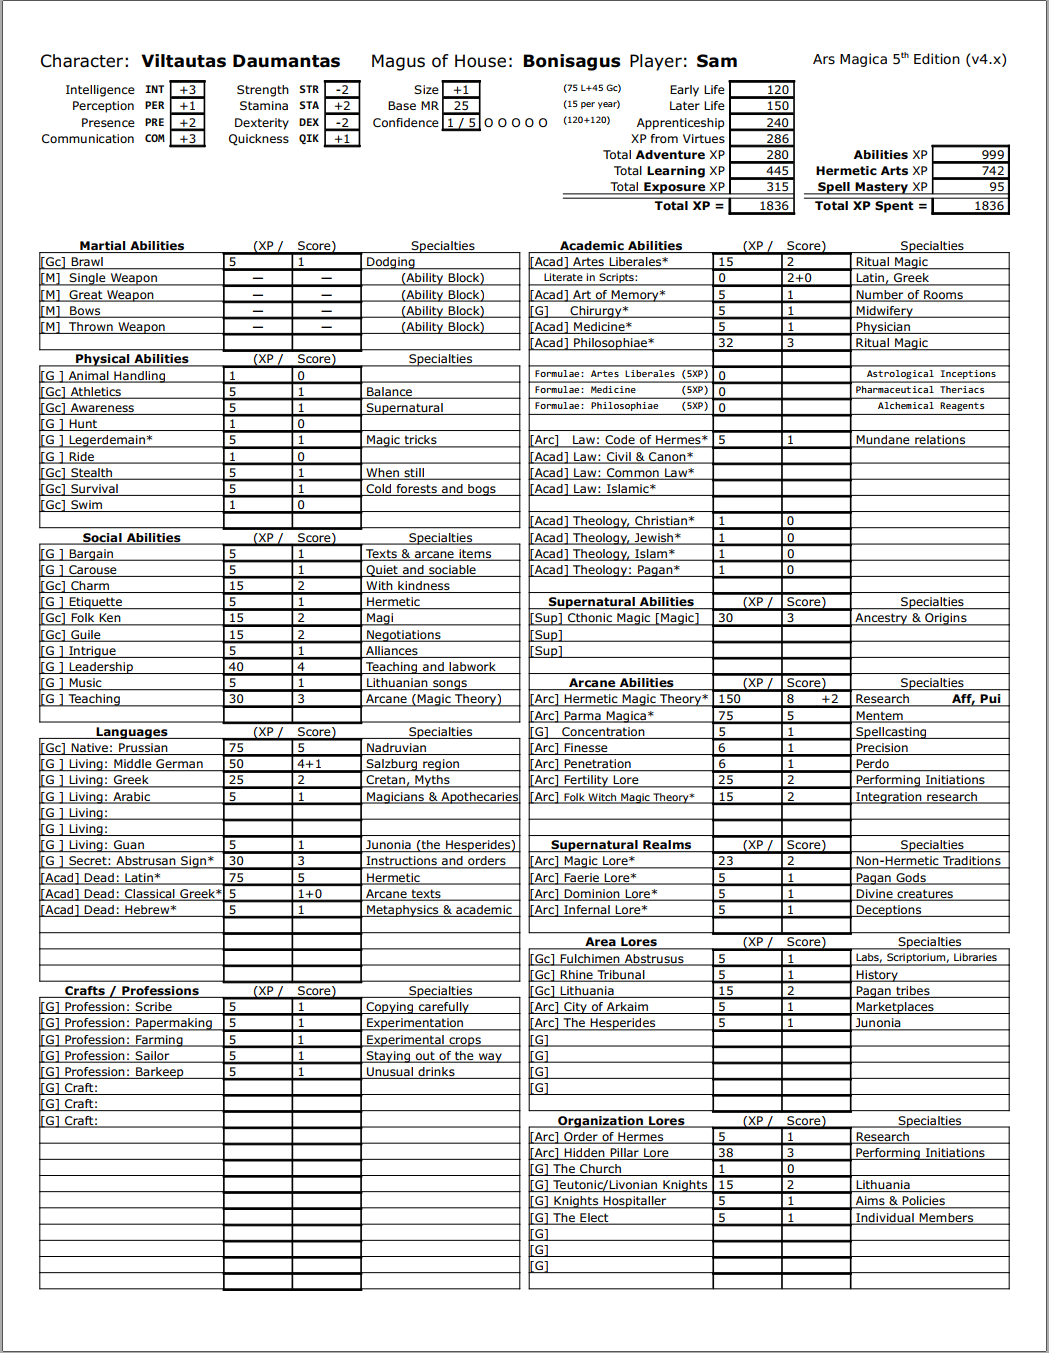 Character: Viltautas Daumantas Magus of House: Bonisagus Player: Sam Ars Magica 5th Edition (v4.x)
Intelligence INT +3 Strength STR -2 Size +1 (75 L+45 Gc) Early Life 120
Perception PER +1 Stamina STA +2 Base MR 25 (15 per year) Later Life 150
Presence PRE +2 Dexterity DEX -2 Confidence 1 / 5 O O O O O (120+120) Apprenticeship 240
Communication COM +3 Quickness QIK +1 XP from Virtues 286
Total Adventure XP 280 Abilities XP 999
Total Learning XP 445 Hermetic Arts XP 742
Total Exposure XP 315 Spell Mastery XP 95
Total XP = 1836 Total XP Spent = 1836
Martial Abilities (XP / Score) Specialties
[Gc] Brawl 5 1 Dodging
[M] Single Weapon — — (Ability Block)
[M] Great Weapon — — (Ability Block)
[M] Bows — — (Ability Block)
[M] Thrown Weapon — — (Ability Block)
Physical Abilities (XP / Score) Specialties
[G ] Animal Handling 1 0
[Gc] Athletics 5 1 Balance
[Gc] Awareness 5 1 Supernatural
[G ] Hunt 1 0
[G ] Legerdemain* 5 1 Magic tricks
[G ] Ride 1 0
[Gc] Stealth 5 1 When still
[Gc] Survival 5 1 Cold forests and bogs
[Gc] Swim 1 0
Social Abilities (XP / Score) Specialties
[G ] Bargain 5 1 Texts & arcane items
[G ] Carouse 5 1 Quiet and sociable
[Gc] Charm 15 2 With kindness
[G ] Etiquette 5 1 Hermetic
[Gc] Folk Ken 15 2 Magi
[Gc] Guile 15 2 Negotiations
[G ] Intrigue 5 1 Alliances
[G ] Leadership 40 4 Teaching and labwork
[G ] Music 5 1 Lithuanian songs
[G ] Teaching 30 3 Arcane (Magic Theory)
Languages (XP / Score) Specialties
[Gc] Native: Prussian 75 5 Nadruvian
[G ] Living: Middle German 50 4+1 Salzburg region
[G ] Living: Greek 25 2 Cretan, Myths
[G ] Living: Arabic 5 1 Magicians & Apothecaries
[G ] Living:
[G ] Living:
[G ] Living: Guan 5 1 Junonia (the Hesperides)
[G ] Secret: Abstrusan Sign* 30 3 Instructions and orders
[Acad] Dead: Latin* 75 5 Hermetic
[Acad] Dead: Classical Greek* 5 1+0 Arcane texts
[Acad] Dead: Hebrew* 5 1 Metaphysics & academic
Crafts / Professions (XP / Score) Specialties
[G] Profession: Scribe 5 1 Copying carefully
[G] Profession: Papermaking 5 1 Experimentation
[G] Profession: Farming 5 1 Experimental crops
[G] Profession: Sailor 5 1 Staying out of the way
[G] Profession: Barkeep 5 1 Unusual drinks
[G] Craft:
[G] Craft:
[G] Craft:
Academic Abilities (XP / Score) Specialties
[Acad] Artes Liberales* 15 2 Ritual Magic
Literate in Scripts: 0 2+0 Latin, Greek
[Acad] Art of Memory* 5 1 Number of Rooms
[G] Chirurgy* 5 1 Midwifery
[Acad] Medicine* 5 1 Physician
[Acad] Philosophiae* 32 3 Ritual Magic
Formulae: Artes Liberales (5XP) 0 Astrological Inceptions
Formulae: Medicine (5XP) 0 Pharmaceutical Theriacs
Formulae: Philosophiae (5XP) 0 Alchemical Reagents
[Arc] Law: Code of Hermes* 5 1 Mundane relations
[Acad] Law: Civil & Canon*
[Acad] Law: Common Law*
[Acad] Law: Islamic*
[Acad] Theology, Christian* 1 0
[Acad] Theology, Jewish* 1 0
[Acad] Theology, Islam* 1 0
[Acad] Theology: Pagan* 1 0
Supernatural Abilities (XP / Score) Specialties
[Sup] Cthonic Magic [Magic] 30 3 Ancestry & Origins
[Sup]
[Sup]
Arcane Abilities (XP / Score) Specialties
[Arc] Hermetic Magic Theory* 150 8 +2 Research Aff, Pui
[Arc] Parma Magica* 75 5 Mentem
[G] Concentration 5 1 Spellcasting
[Arc] Finesse 6 1 Precision
[Arc] Penetration 6 1 Perdo
[Arc] Fertility Lore 25 2 Performing Initiations
[Arc] Folk Witch Magic Theory* 15 2 Integration research
Supernatural Realms (XP / Score) Specialties
[Arc] Magic Lore* 23 2 Non-Hermetic Traditions
[Arc] Faerie Lore* 5 1 Pagan Gods
[Arc] Dominion Lore* 5 1 Divine creatures
[Arc] Infernal Lore* 5 1 Deceptions
Area Lores (XP / Score) Specialties
[Gc] Fulchimen Abstrusus 5 1 Labs, Scriptorium, Libraries
[Gc] Rhine Tribunal 5 1 History
[Gc] Lithuania 15 2 Pagan tribes
[Arc] City of Arkaim 5 1 Marketplaces
[Arc] The Hesperides 5 1 Junonia
[G]
[G]
[G]
[G]
Organization Lores (XP / Score) Specialties
[Arc] Order of Hermes 5 1 Research
[Arc] Hidden Pillar Lore 38 3 Performing Initiations
[G] The Church 1 0
[G] Teutonic/Livonian Knights 15 2 Lithuania
[G] Knights Hospitaller 5 1 Aims & Policies
[G] The Elect 5 1 Individual Members
[G]
[G]
[G]